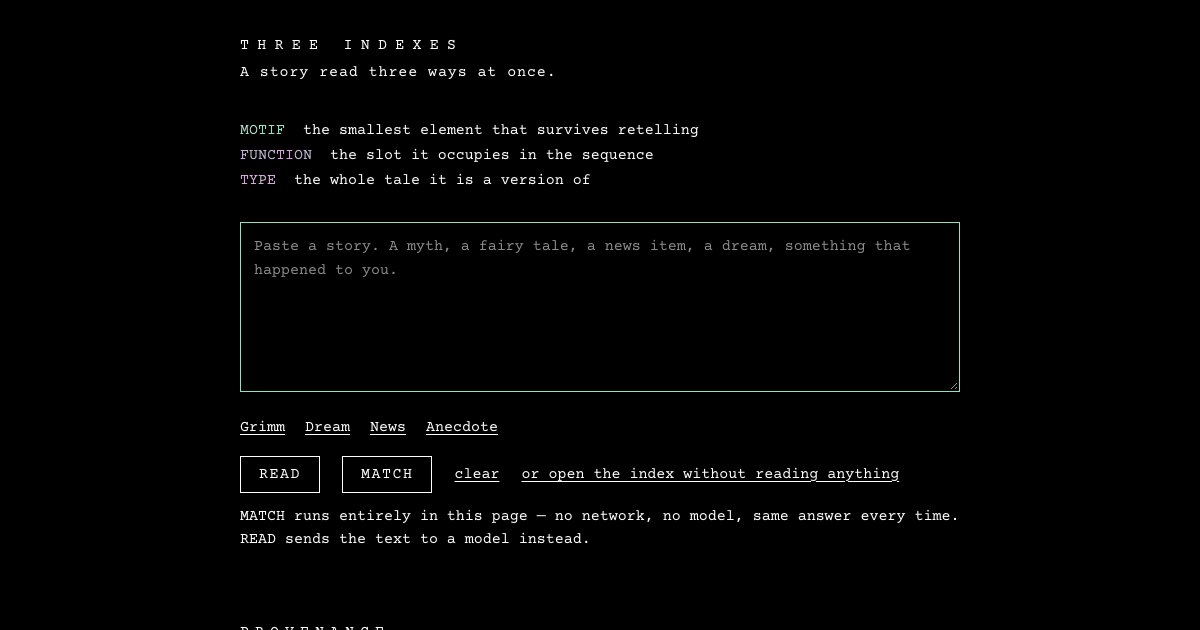 THREE INDEXES
A story read three ways at once.
MOTIF the smallest element that survives retelling
FUNCTION the slot it occupies in the sequence
TYPE the whole tale it is a version of
Paste a story. A myth, a fairy tale, a news item, a dream, something that
happened to you.
Grimm Dream News Anecdote
READ MATCH clear or open the index without reading anything
MATCH runs entirely in this page — no network, no model, same answer every time.
READ sends the text to a model instead.
PROVENANCE